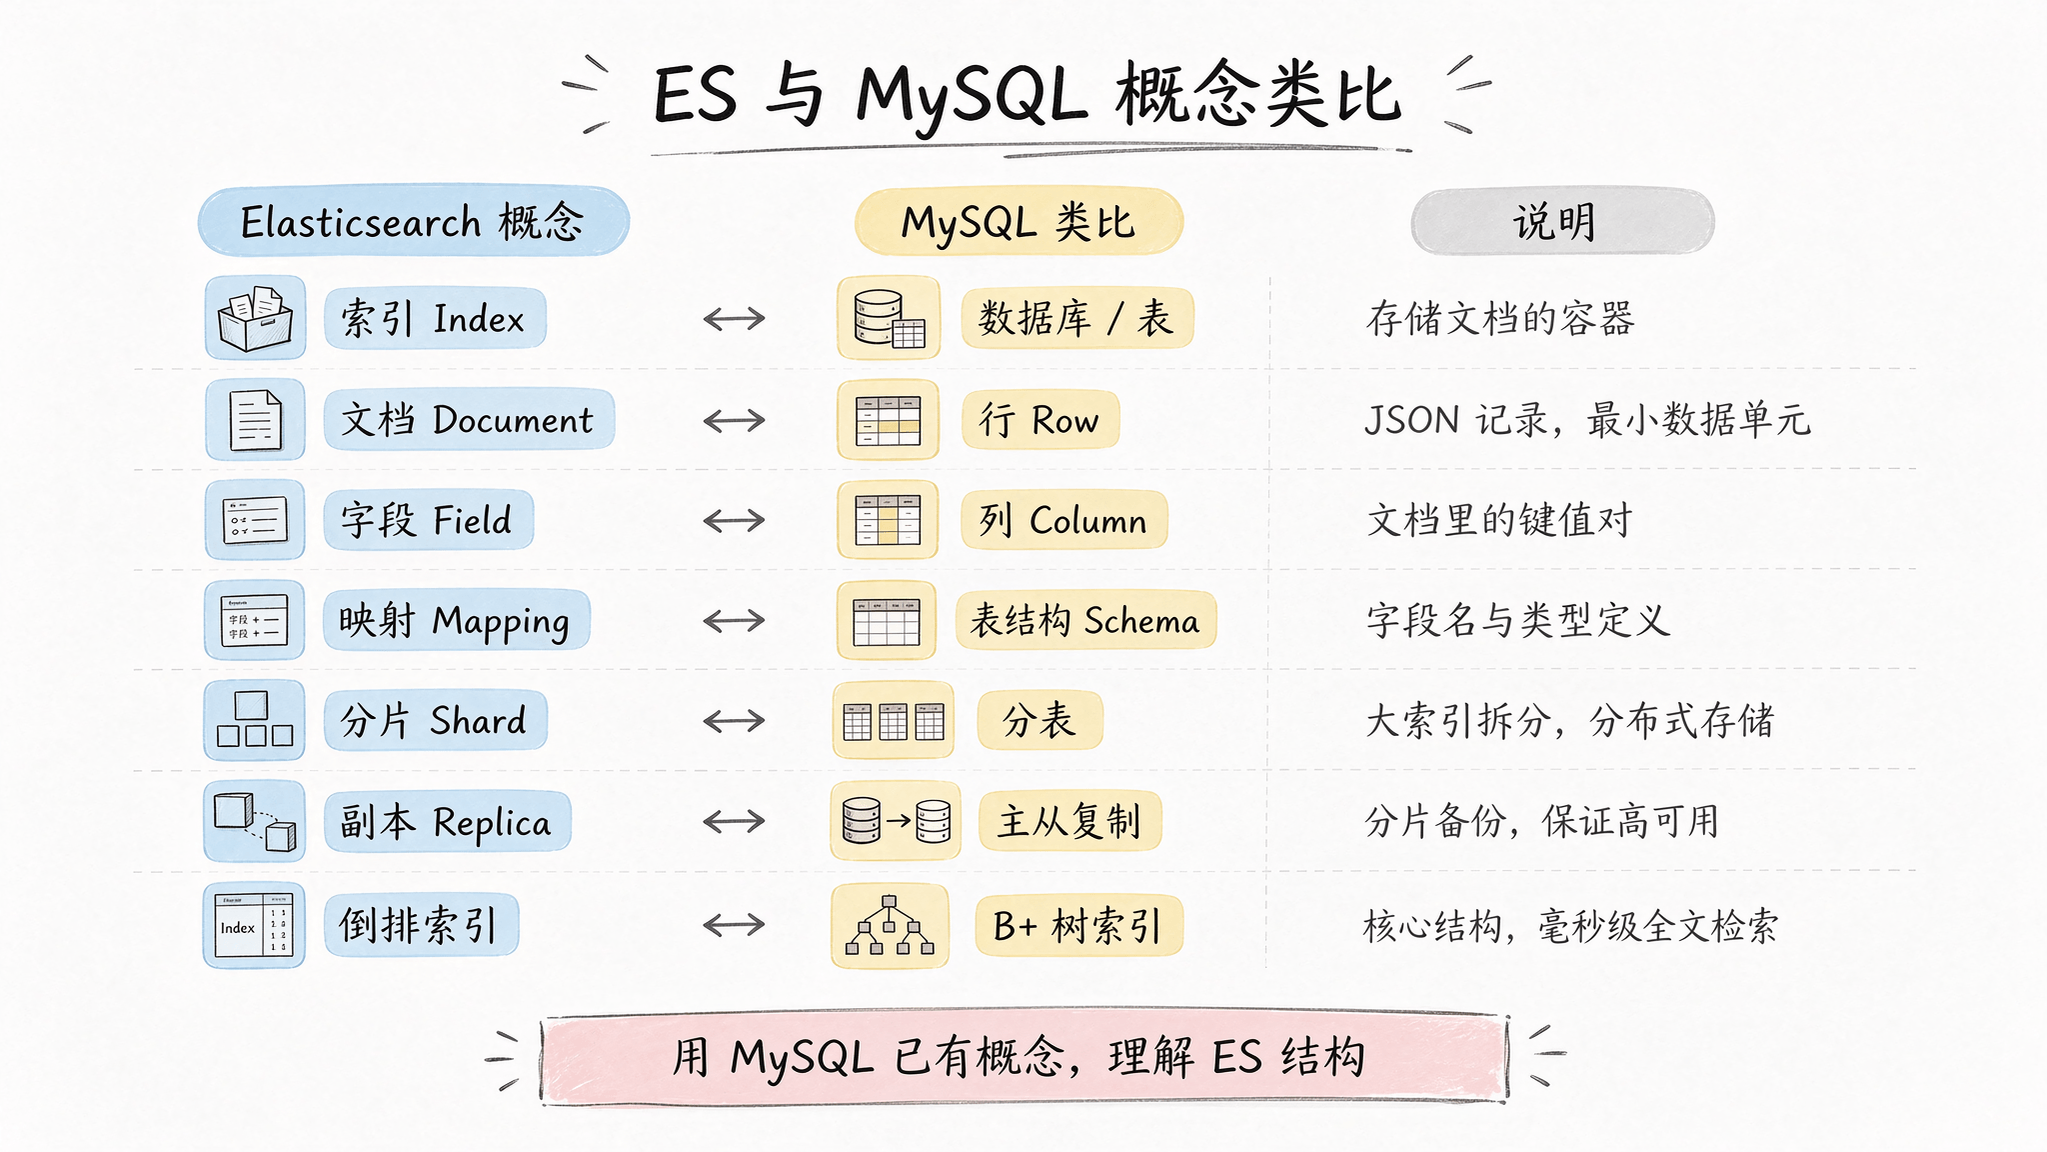 ES 与 MySQL 概念类比
Elasticsearch 概念
MySQL 类比
说明
索引 Index
数据库 / 表
存储文档的容器
文档 Document
行 Row
JSON 记录，最小数据单元
字段 Field
列 Column
文档里的键值对
字段 + —
字段 + —
映射 Mapping
表结构 Schema
字段名与类型定义
分片 Shard
分表
大索引拆分，分布式存储
副本 Replica
主从复制
分片备份，保证高可用
Index
倒排索引
B+ 树索引
核心结构，毫秒级全文检索
用 MySQL 已有概念，理解 ES 结构